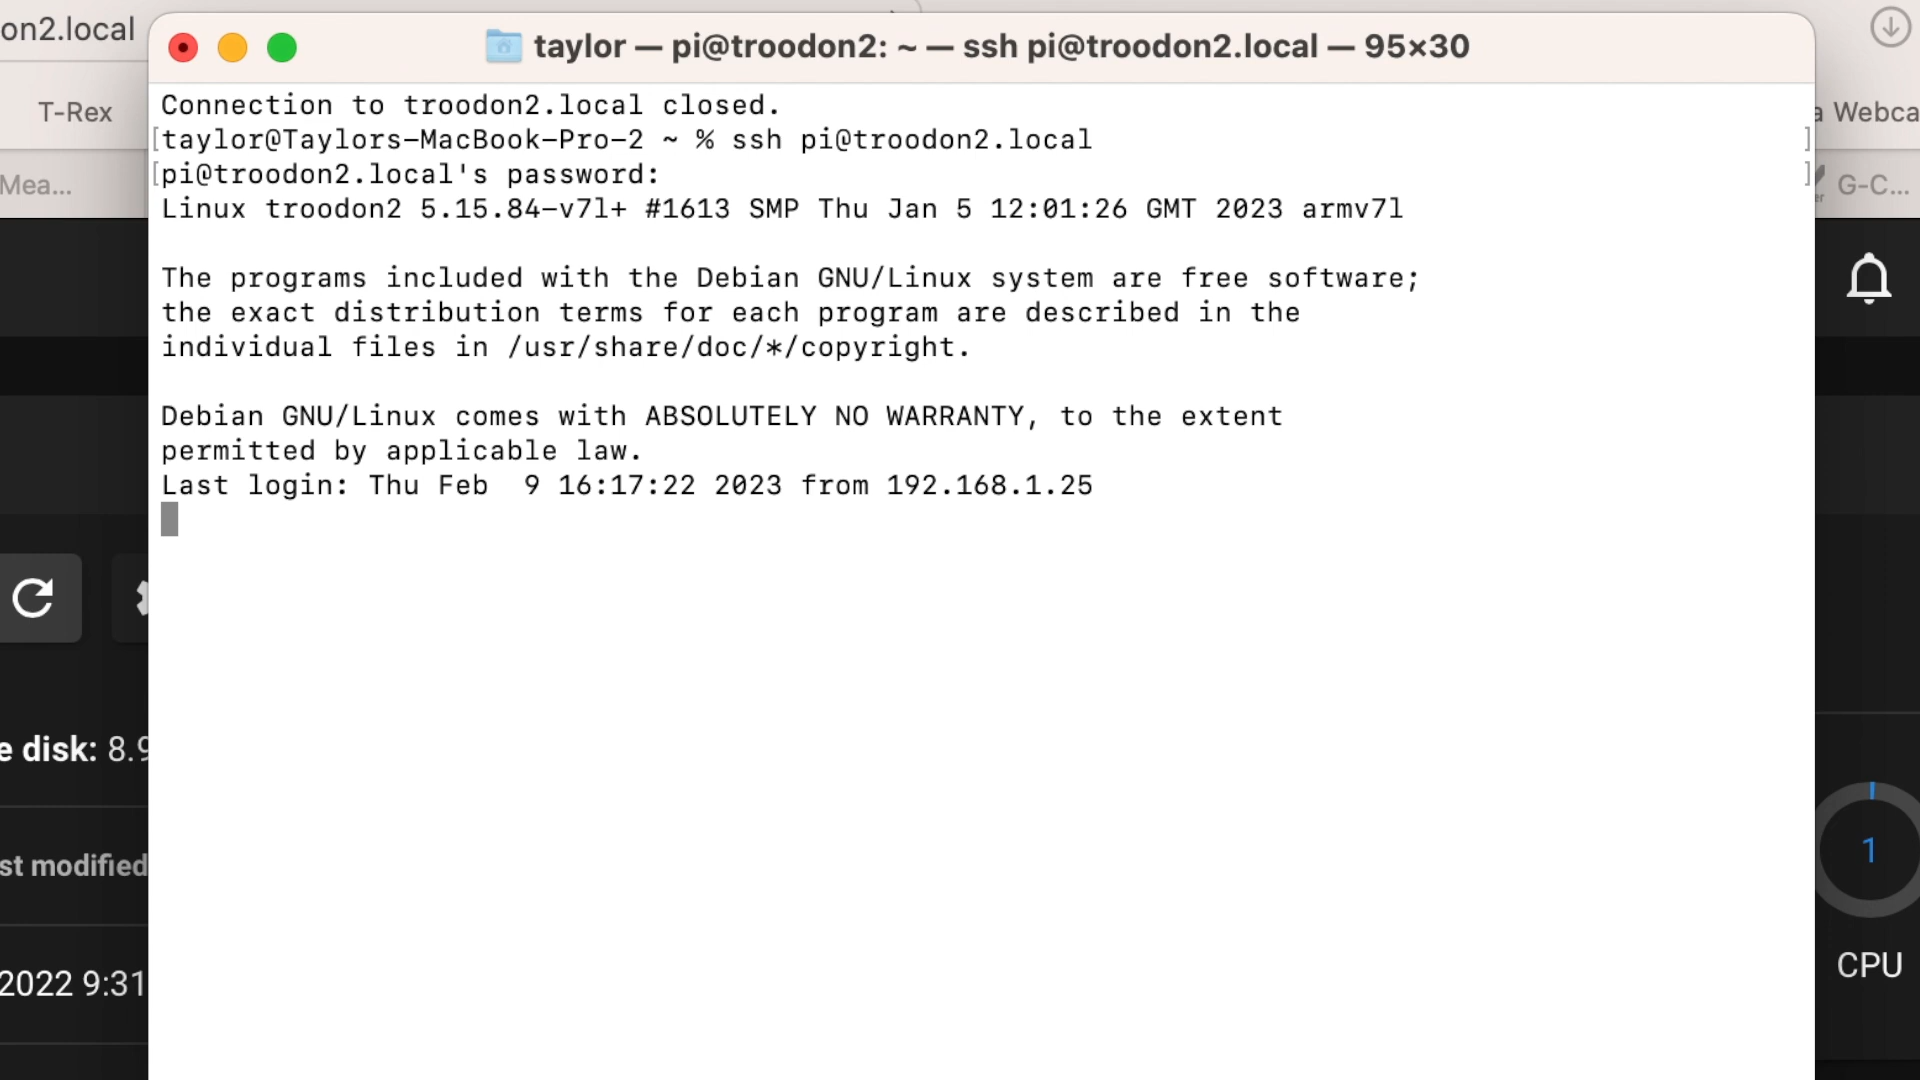 on2.local
taylor — pi@troodon2: ~ — ssh pi@troodon2.local — 95×30
T-Rex
Webca
Mea...
G-C...
Connection to troodon2.local closed.
[taylor@Taylors-MacBook-Pro-2 ~ % ssh pi@troodon2.local ]
[pi@troodon2.local's password: ]
Linux troodon2 5.15.84-v7l+ #1613 SMP Thu Jan 5 12:01:26 GMT 2023 armv7l
The programs included with the Debian GNU/Linux system are free software;
the exact distribution terms for each program are described in the
individual files in /usr/share/doc/*/copyright.
Debian GNU/Linux comes with ABSOLUTELY NO WARRANTY, to the extent
permitted by applicable law.
Last login: Thu Feb  9 16:17:22 2023 from 192.168.1.25
e disk: 8.9
st modified
2022 9:31
1
CPU